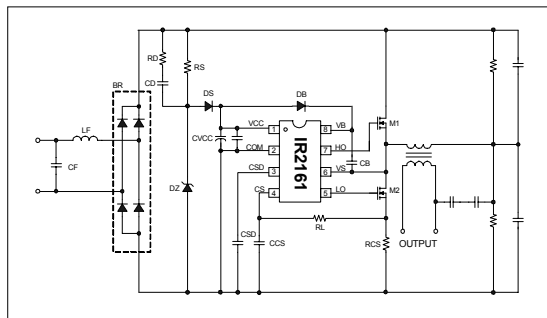 RD
RS
BR
CD
DS
DB
LF
CF
VCC
CVCC
COM
CSD
CS
DZ
1
2
3
4
IR2161
8
7
6
5
VB
HO
VS
LO
CB
M1
M2
CSD
CCS
RL
RCS
OUTPUT